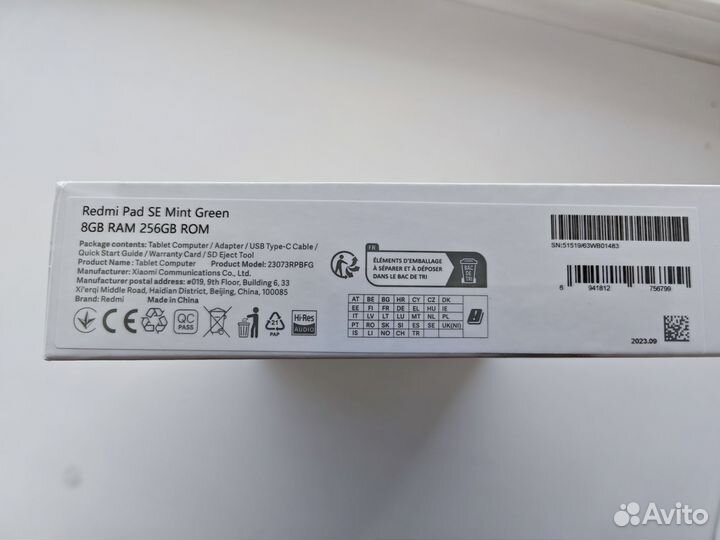 Redmi Pad SE Mint Green
8GB RAM 256GB ROM
Package contents: Tablet Computer / Adapter / USB Type-C Cable /
Quick Start Guide / Warranty Card / SD Eject Tool
Product Name: Tablet Computer Product Model: 23073RPBFG
Manufacturer: Xiaomi Communications Co., Ltd.
Manufacturer postal address: #019, 9th Floor, Building 6, 33
Xi'erqi Middle Road, Haidian District, Beijing, China, 100085
Brand: Redmi Made in China
CE
QC
PASS
21
PAP
Hi-Res
AUDIO
FR
ÉLÉMENTS D'EMBALLAGE
À SÉPARER ET À DÉPOSER
DANS LE BAC DE TRI
BAC
DE
TRI
AT BE BG HR CY CZ DK
EE FI FR DE EL HU IE
IT LV LT LU MT NL PL
PT RO SK SI ES SE UK(NI)
IS LI NO CH TR
SN:51519/63WB01483
6 941812 756799
2023.09
Avito